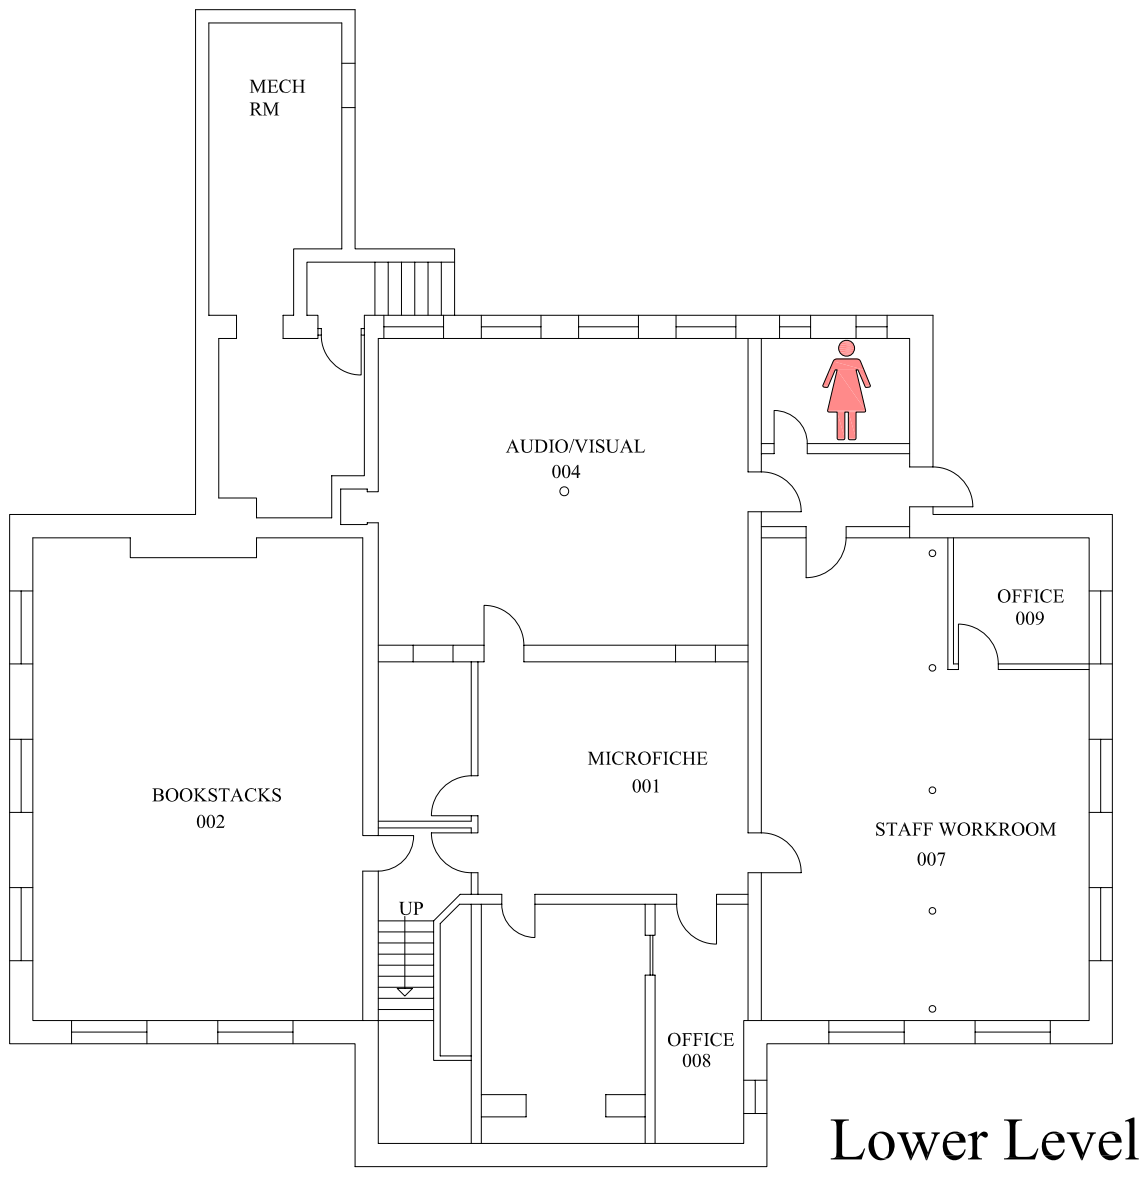 MECH
RM
AUDIO/VISUAL
004
OFFICE
009
MICROFICHE
001
BOOKSTACKS
002
STAFF WORKROOM
007
UP
OFFICE
008
Lower Level